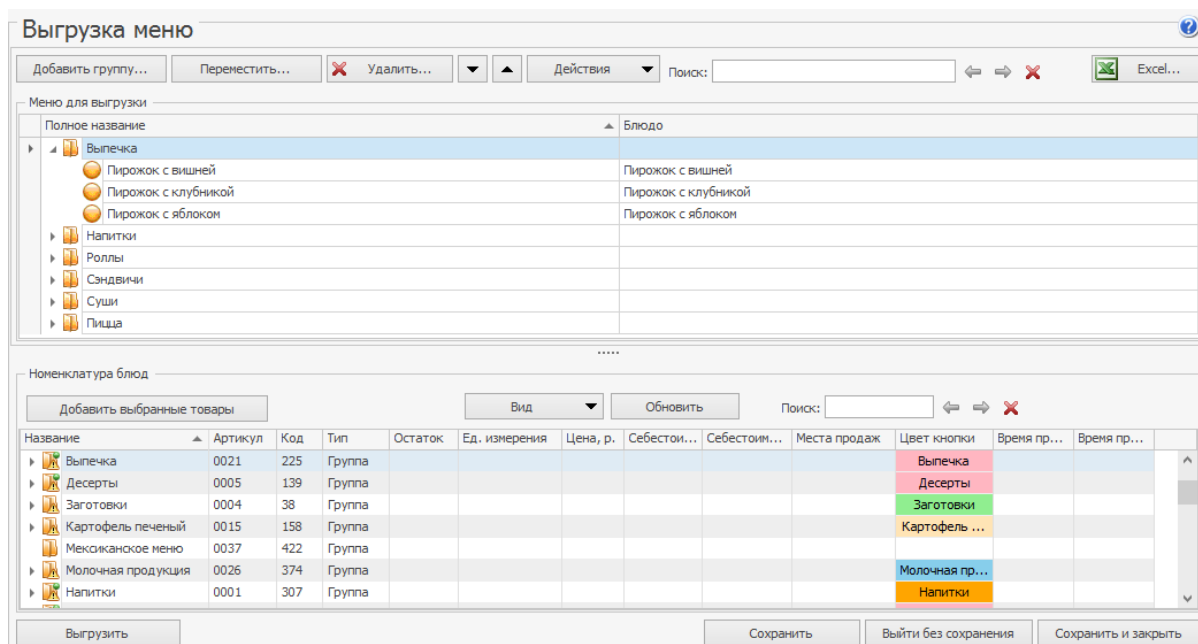 Выгрузка меню
Добавить группу... Переместить... Удалить... Действия Поиск: Excel...
Меню для выгрузки
Полное название Блюдо
Выпечка
Пирожок с вишней Пирожок с вишней
Пирожок с клубникой Пирожок с клубникой
Пирожок с яблоком Пирожок с яблоком
Напитки
Роллы
Сэндвичи
Суши
Пицца
Номенклатура блюд
Добавить выбранные товары Вид Обновить Поиск:
Название Артикул Код Тип Остаток Ед. измерения Цена, р. Себестои... Себестоим... Места продаж Цвет кнопки Время пр... Время пр...
Выпечка 0021 225 Группа Выпечка
Десерты 0005 139 Группа Десерты
Заготовки 0004 38 Группа Заготовки
Картофель печеный 0015 158 Группа Картофель ...
Мексиканское меню 0037 422 Группа
Молочная продукция 0026 374 Группа Молочная пр...
Напитки 0001 307 Группа Напитки
Выгрузить Сохранить Выйти без сохранения Сохранить и закрыть